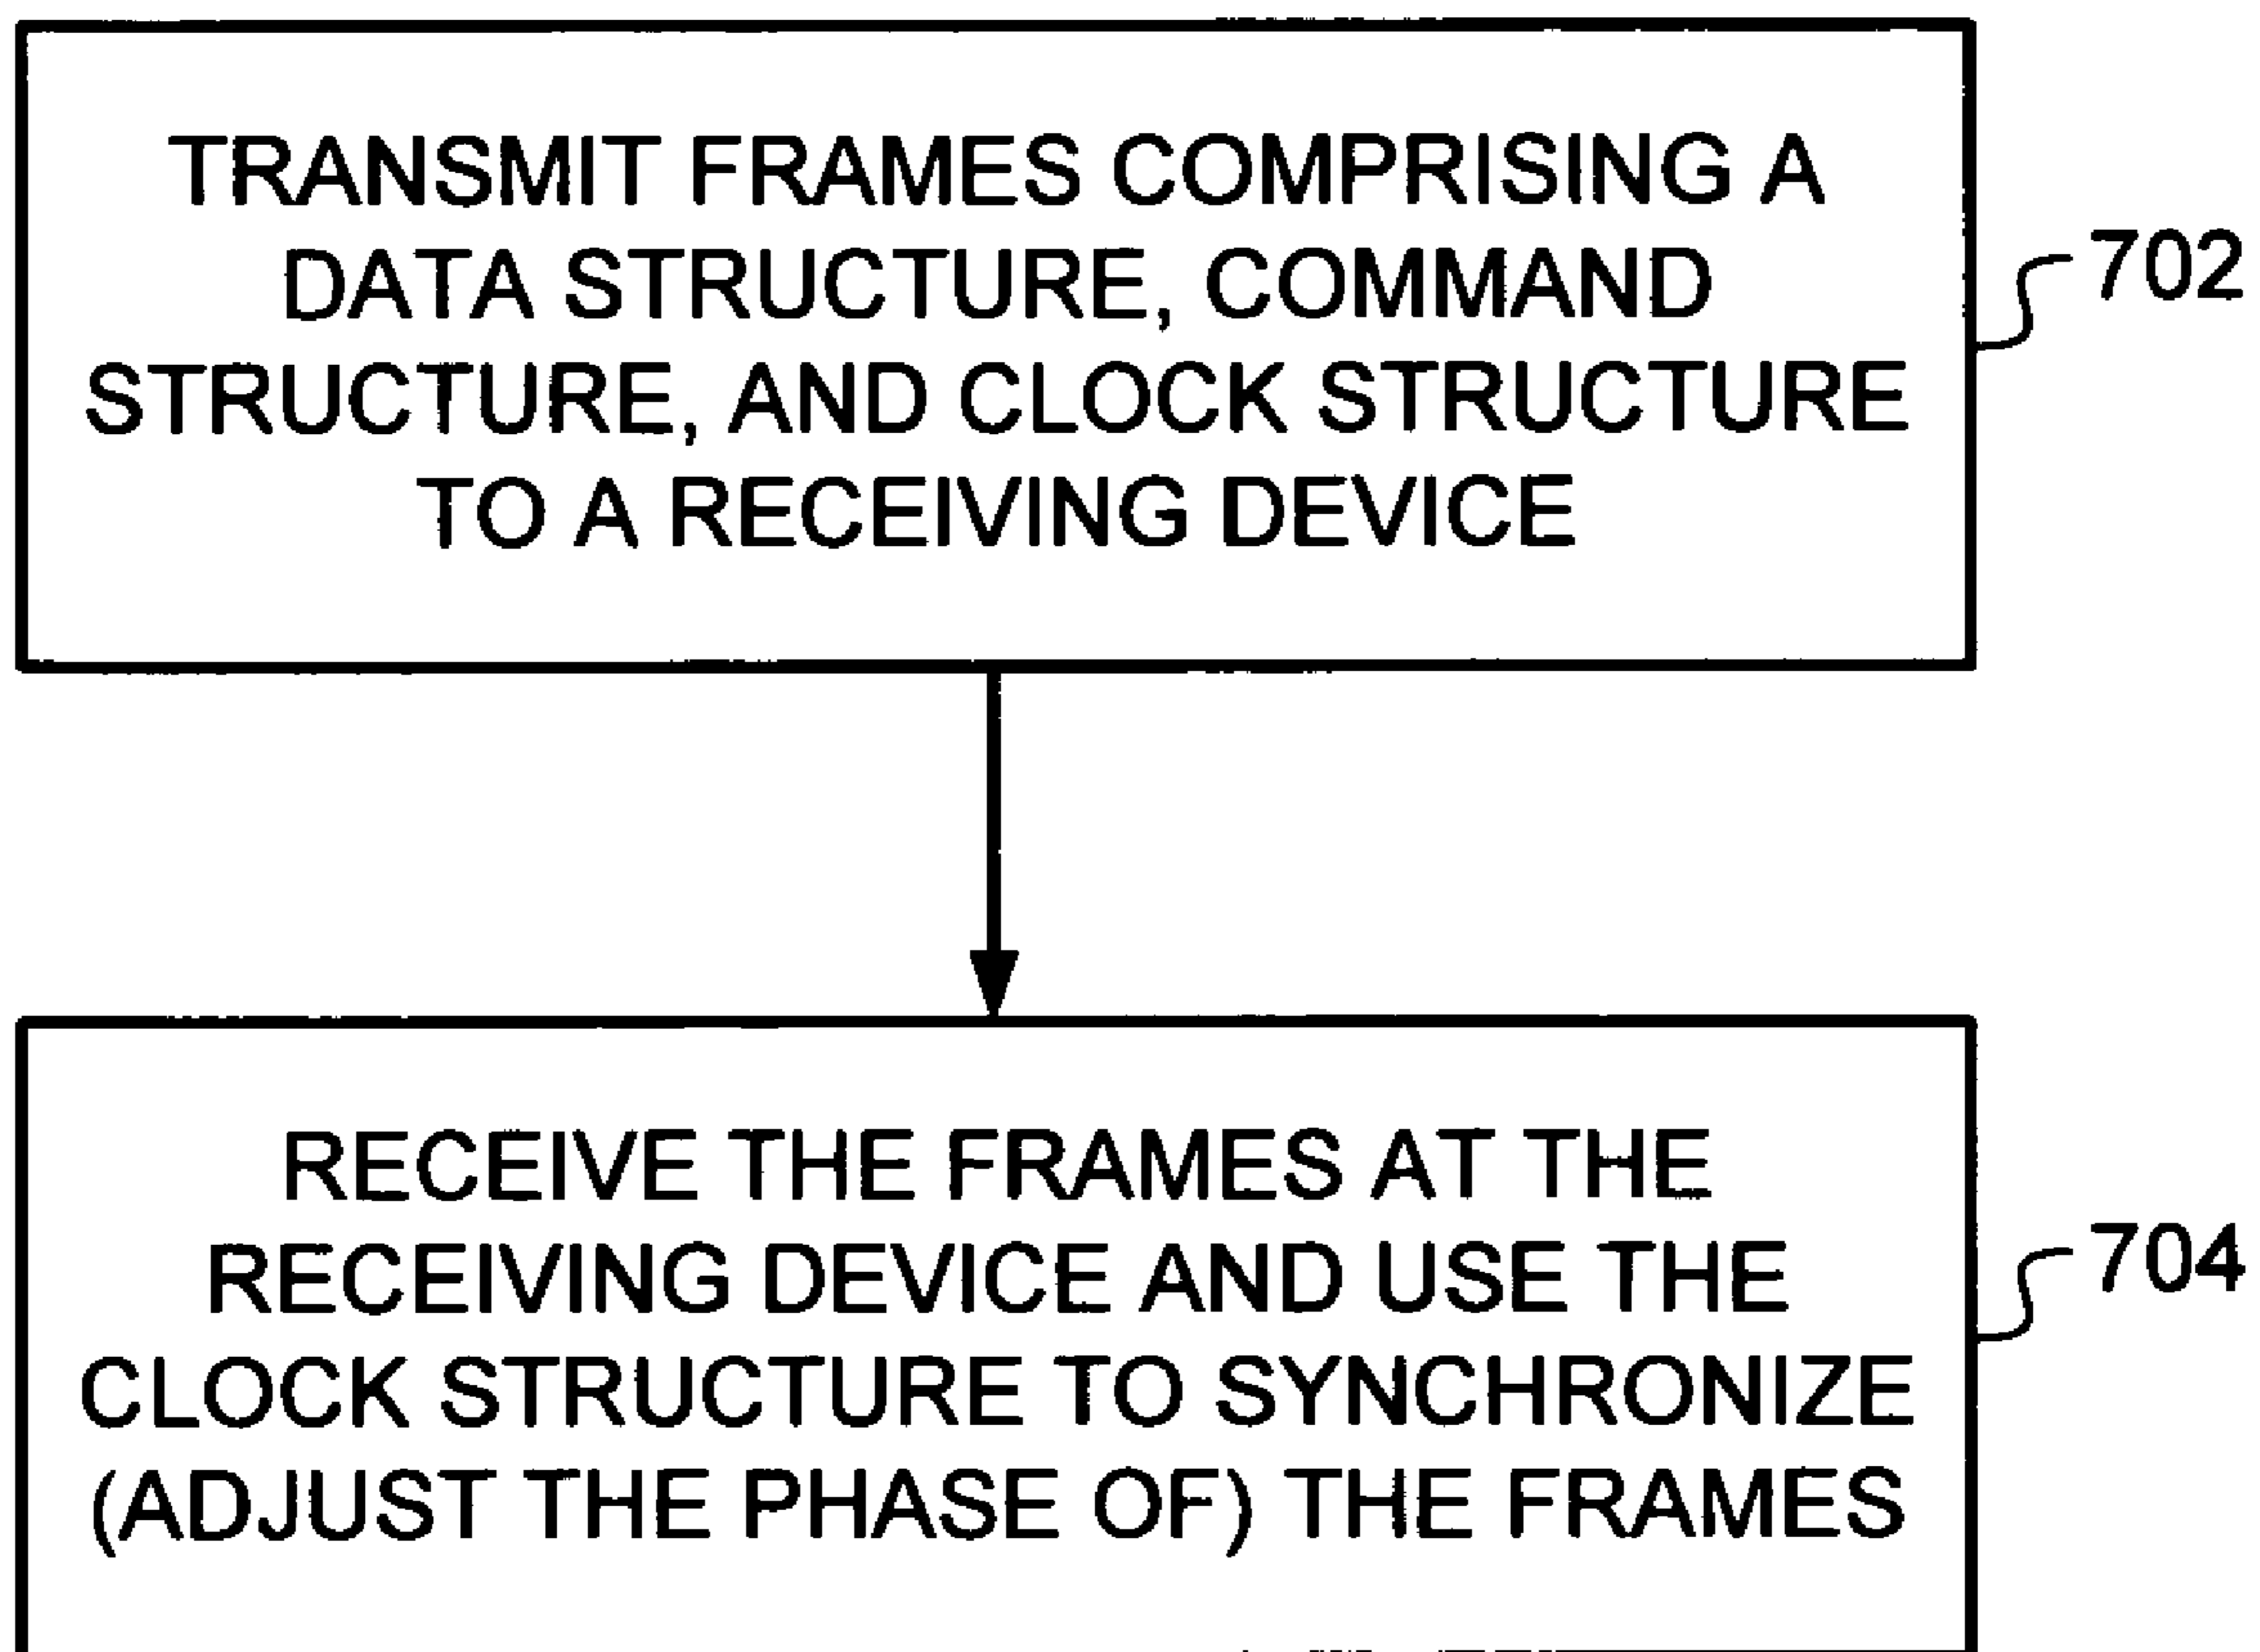 TRANSMIT FRAMES COMPRISING A
DATA STRUCTURE, COMMAND
STRUCTURE, AND CLOCK STRUCTURE
TO A RECEIVING DEVICE
702
RECEIVE THE FRAMES AT THE
RECEIVING DEVICE AND USE THE
CLOCK STRUCTURE TO SYNCHRONIZE
(ADJUST THE PHASE OF) THE FRAMES
704